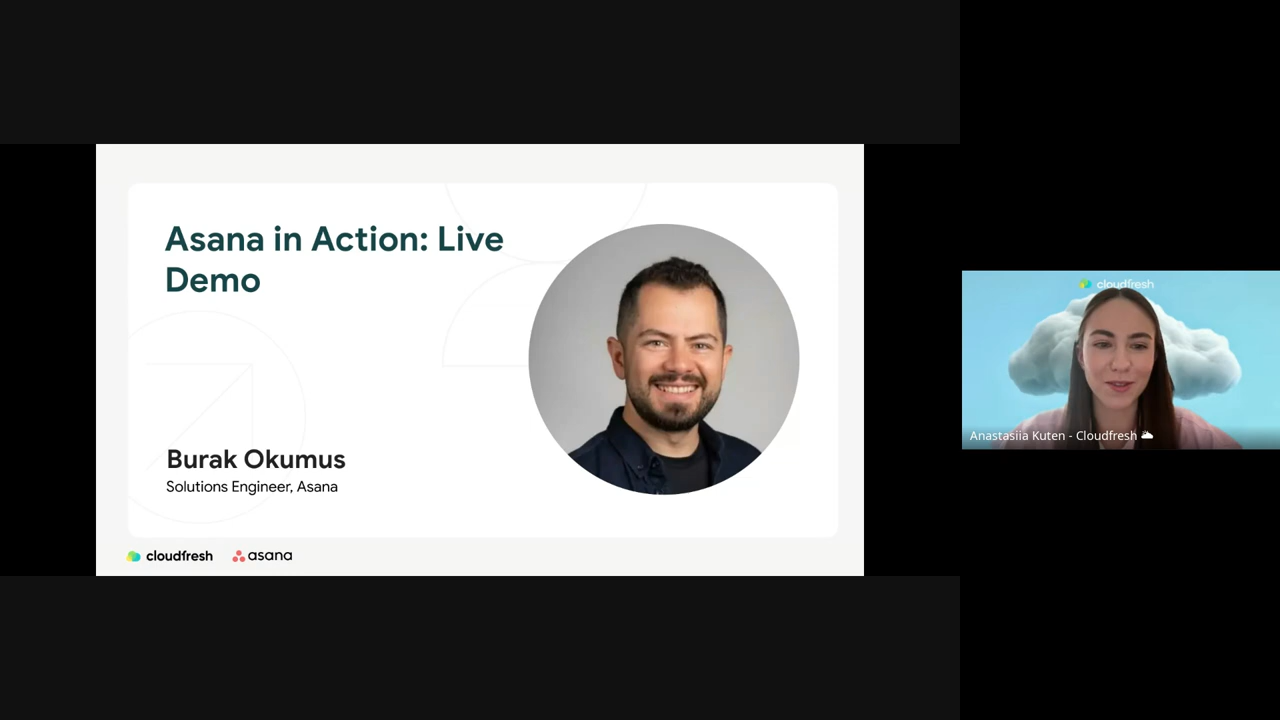 Asana in Action: Live
Demo
Burak Okumus
Solutions Engineer, Asana
cloudfresh
asana
cloudfresh
Anastasiia Kuten - Cloudfresh 🌥